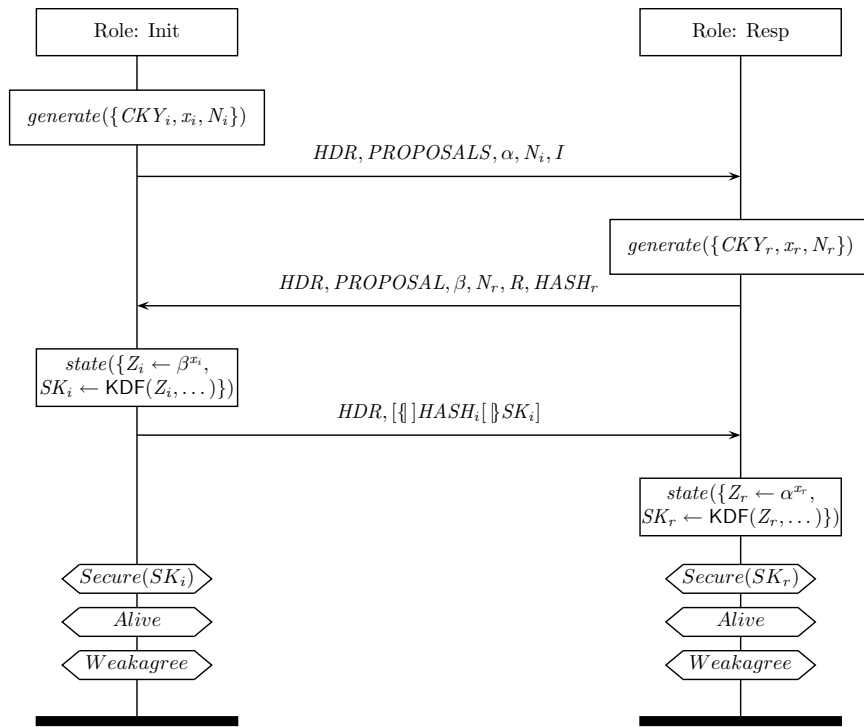 Role: Init
Role: Resp
generate({CKY_i, x_i, N_i})
HDR, PROPOSALS, α, N_i, I
generate({CKY_r, x_r, N_r})
HDR, PROPOSAL, β, N_r, R, HASH_r
state({Z_i ← β^{x_i},
SK_i ← KDF(Z_i, . . . )})
HDR, [{| ]HASH_i[ |}SK_i]
state({Z_r ← α^{x_r},
SK_r ← KDF(Z_r, . . . )})
Secure(SK_i)
Secure(SK_r)
Alive
Alive
Weakagree
Weakagree